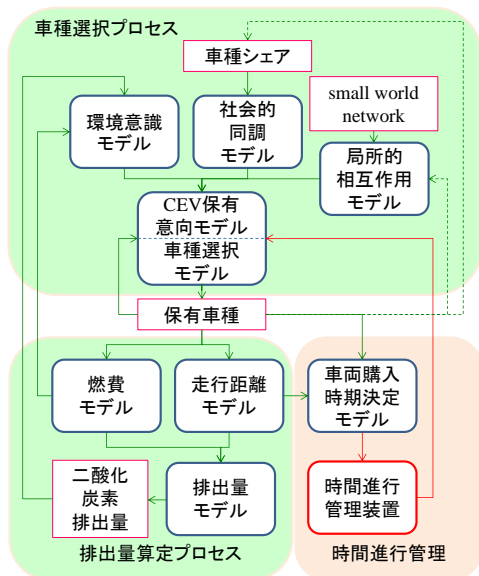 車種選択プロセス
車種シェア
環境意識
モデル
社会的
同調
モデル
small world
network
局所的
相互作用
モデル
CEV保有
意向モデル
車種選択
モデル
保有車種
燃費
モデル
走行距離
モデル
車両購入
時期決定
モデル
二酸化
炭素
排出量
排出量
モデル
時間進行
管理装置
排出量算定プロセス
時間進行管理